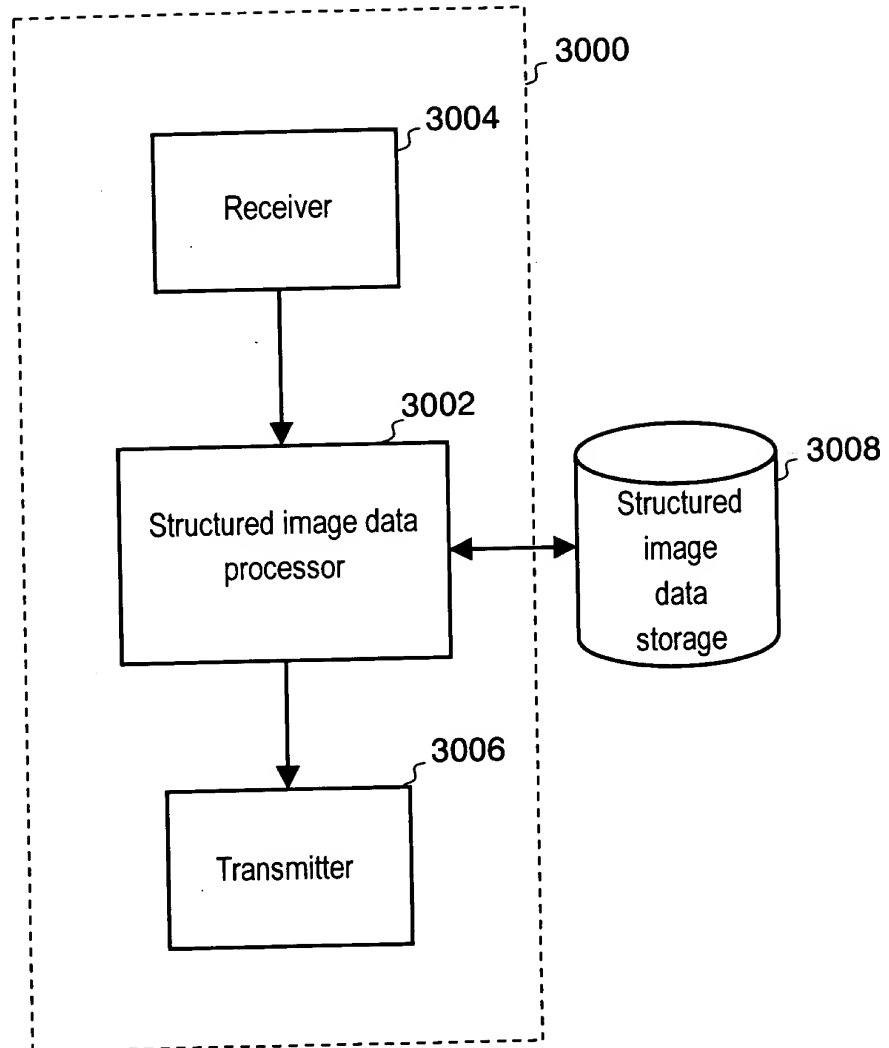 3000
3004
Receiver
3002
Structured image data
processor
3008
Structured
image
data
storage
3006
Transmitter